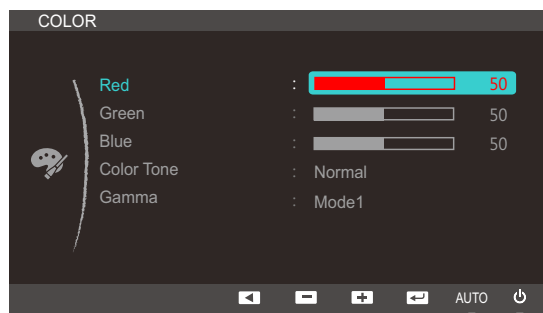 COLOR
Red : 50
Green : 50
Blue : 50
Color Tone : Normal
Gamma : Mode1
AUTO